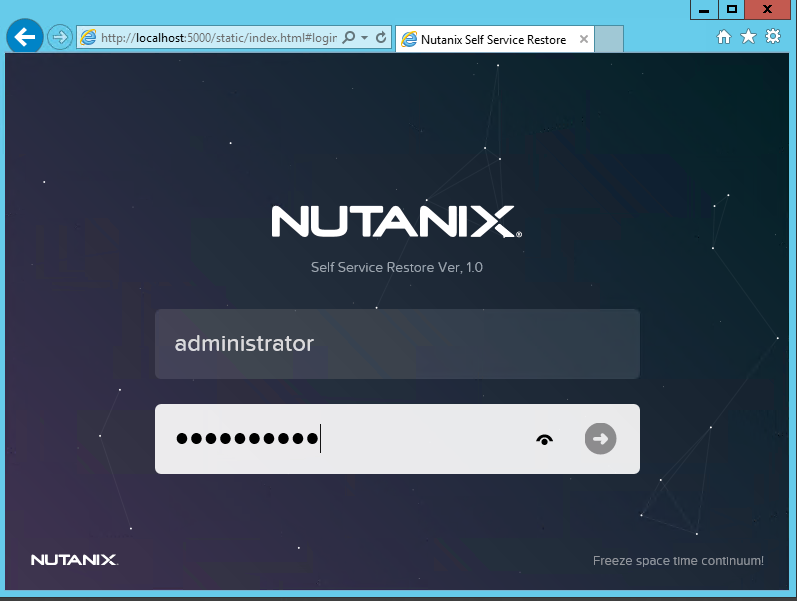 http://localhost:5000/static/index.html#login
Nutanix Self Service Restore
NUTANIX®
Self Service Restore Ver, 1.0
administrator
NUTANIX
Freeze space time continuum!